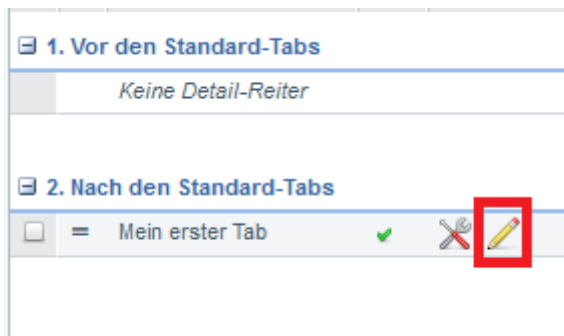 1. Vor den Standard-Tabs
Keine Detail-Reiter
2. Nach den Standard-Tabs
Mein erster Tab